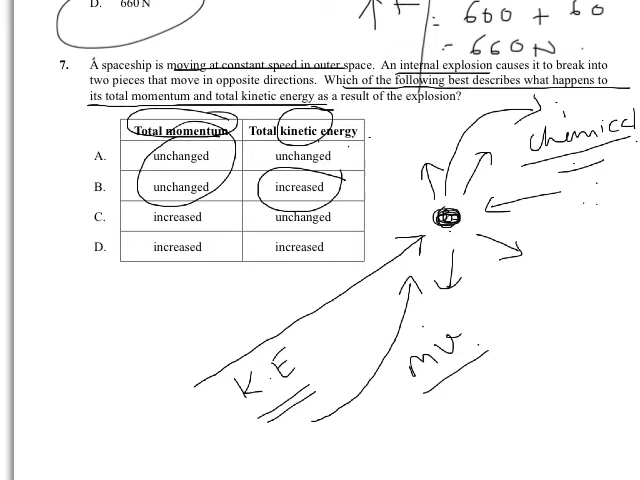 D. 660 N
= 600 + 60
= 660 N.
7. A spaceship is moving at constant speed in outer space. An internal explosion causes it to break into
two pieces that move in opposite directions. Which of the following best describes what happens to
its total momentum and total kinetic energy as a result of the explosion?
chemical
Total momentum Total kinetic energy
A. unchanged unchanged
B. unchanged increased
C. increased unchanged
D. increased increased
mv.
K.E